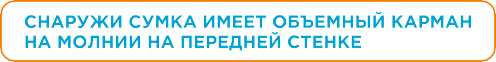 СНАРУЖИ СУМКА ИМЕЕТ ОБЪЕМНЫЙ КАРМАН
НА МОЛНИИ НА ПЕРЕДНЕЙ СТЕНКЕ